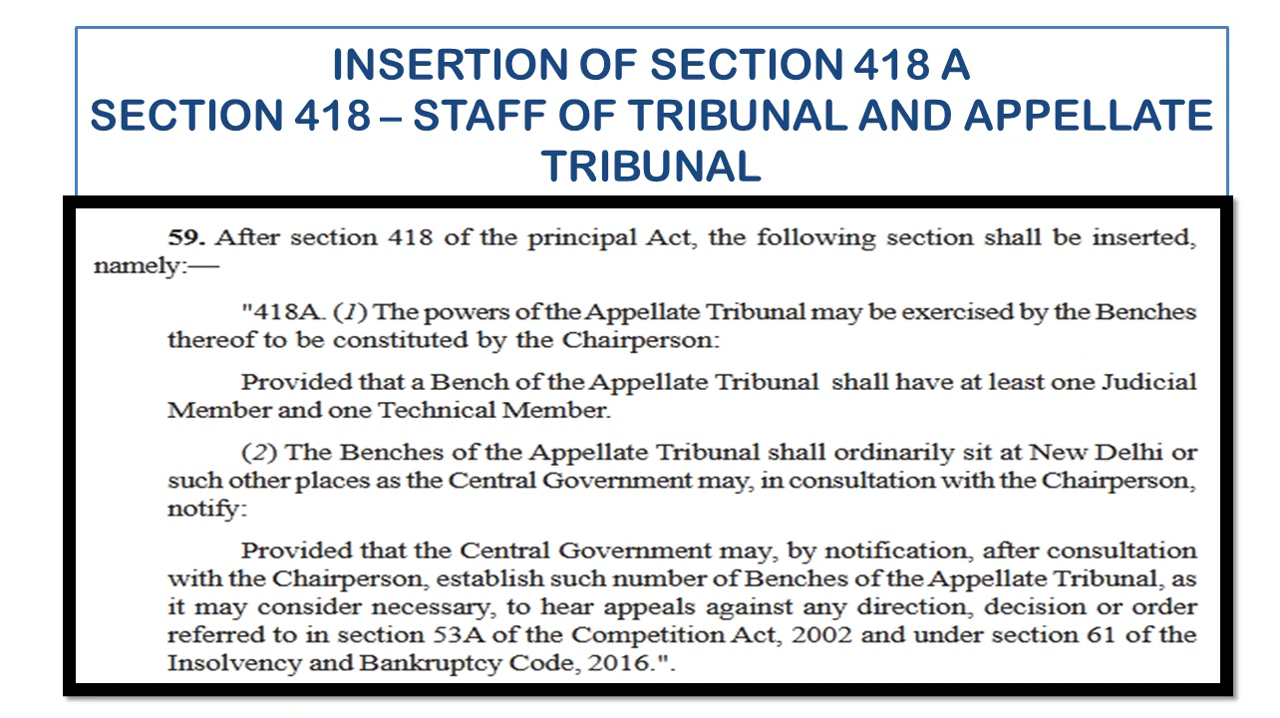 INSERTION OF SECTION 418 A
SECTION 418 – STAFF OF TRIBUNAL AND APPELLATE
TRIBUNAL
59. After section 418 of the principal Act, the following section shall be inserted,
namely:—
"418A. (1) The powers of the Appellate Tribunal may be exercised by the Benches
thereof to be constituted by the Chairperson:
Provided that a Bench of the Appellate Tribunal shall have at least one Judicial
Member and one Technical Member.
(2) The Benches of the Appellate Tribunal shall ordinarily sit at New Delhi or
such other places as the Central Government may, in consultation with the Chairperson,
notify:
Provided that the Central Government may, by notification, after consultation
with the Chairperson, establish such number of Benches of the Appellate Tribunal, as
it may consider necessary, to hear appeals against any direction, decision or order
referred to in section 53A of the Competition Act, 2002 and under section 61 of the
Insolvency and Bankruptcy Code, 2016.".